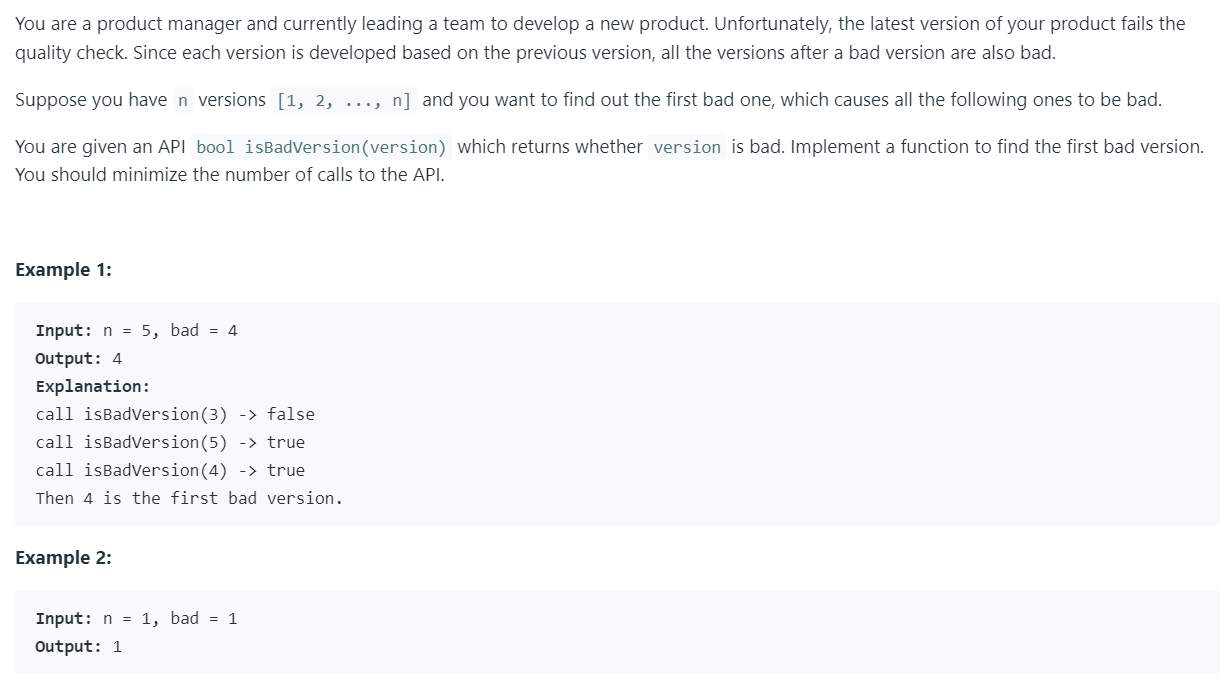 You are a product manager and currently leading a team to develop a new product. Unfortunately, the latest version of your product fails the
quality check. Since each version is developed based on the previous version, all the versions after a bad version are also bad.
Suppose you have n versions [1, 2, ..., n] and you want to find out the first bad one, which causes all the following ones to be bad.
You are given an API bool isBadVersion(version) which returns whether version is bad. Implement a function to find the first bad version.
You should minimize the number of calls to the API.
Example 1:
Input: n = 5, bad = 4
Output: 4
Explanation:
call isBadVersion(3) -> false
call isBadVersion(5) -> true
call isBadVersion(4) -> true
Then 4 is the first bad version.
Example 2:
Input: n = 1, bad = 1
Output: 1